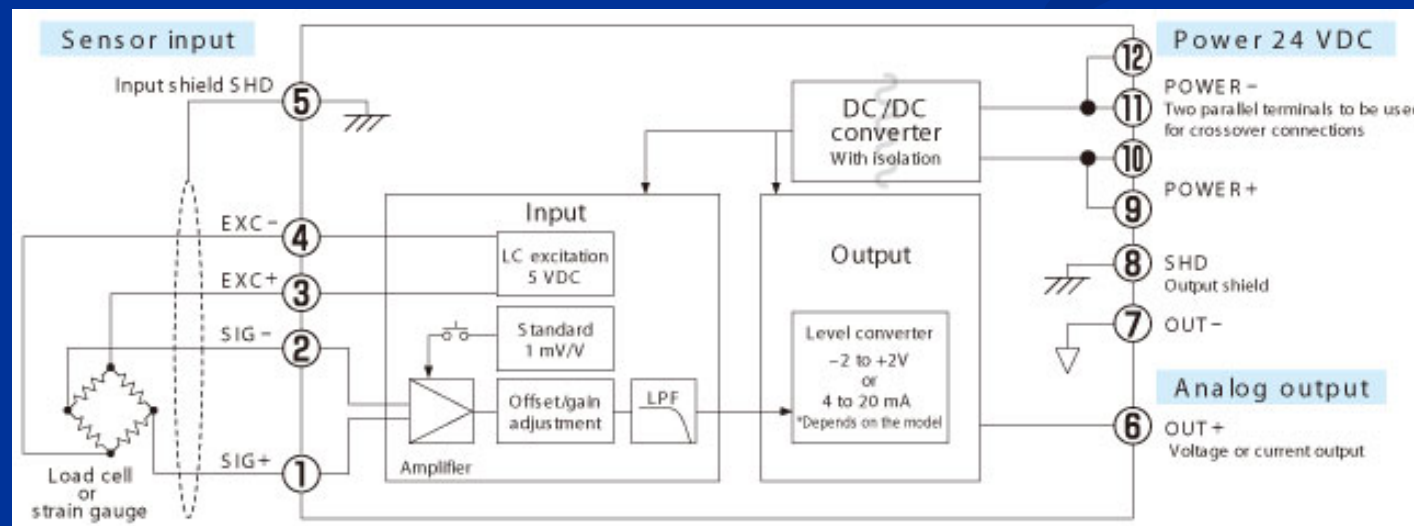 Sensor input
Power 24 VDC
Input shield SHD
5
12
11
POWER−
Two parallel terminals to be used
for crossover connections
10
9
POWER+
DC/DC
converter
With isolation
EXC−
4
EXC+
3
SIG−
2
SIG+
1
Load cell
or
strain gauge
Input
LC excitation
5 VDC
Standard
1 mV/V
Offset/gain
adjustment
LPF
Amplifier
Output
Level converter
−2 to +2V
or
4 to 20 mA
*Depends on the model
8
SHD
Output shield
7
OUT−
Analog output
6
OUT+
Voltage or current output